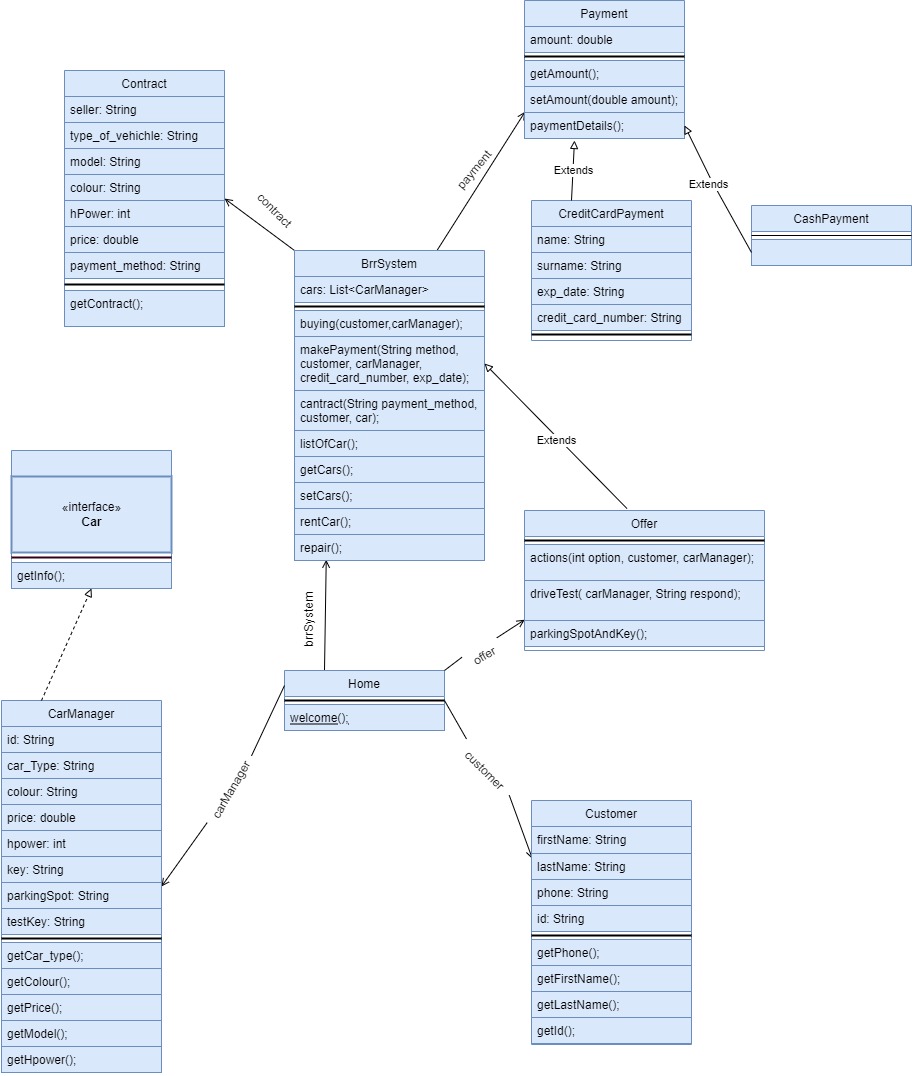 Payment
amount: double
getAmount();
setAmount(double amount);
paymentDetails();
Contract
seller: String
type_of_vehichle: String
model: String
colour: String
hPower: int
price: double
payment_method: String
getContract();
payment
contract
Extends
Extends
CreditCardPayment
name: String
surname: String
exp_date: String
credit_card_number: String
CashPayment
BrrSystem
cars: List<CarManager>
buying(customer,carManager);
makePayment(String method,
customer, carManager,
credit_card_number, exp_date);
cantract(String payment_method,
customer, car);
listOfCar();
getCars();
setCars();
rentCar();
repair();
Extends
«interface»
Car
getInfo();
Offer
actions(int option, customer, carManager);
driveTest( carManager, String respond);
parkingSpotAndKey();
brrSystem
offer
Home
welcome();
carManager
customer
CarManager
id: String
car_Type: String
colour: String
price: double
hpower: int
key: String
parkingSpot: String
testKey: String
getCar_type();
getColour();
getPrice();
getModel();
getHpower();
Customer
firstName: String
lastName: String
phone: String
id: String
getPhone();
getFirstName();
getLastName();
getId();